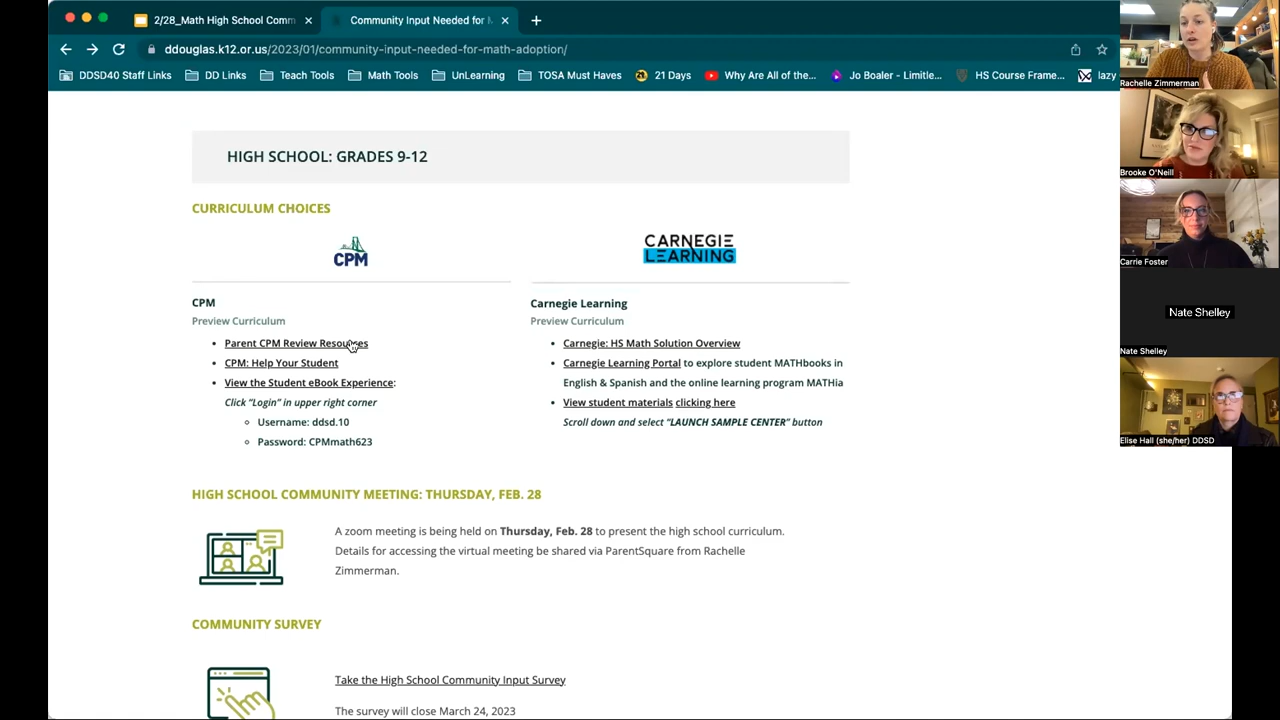 2/28_Math High School Comm
Community Input Needed for M
ddouglas.k12.or.us/2023/01/community-input-needed-for-math-adoption/
DDSD40 Staff Links
DD Links
Teach Tools
Math Tools
UnLearning
TOSA Must Haves
21 Days
Why Are All of the...
Jo Boaler - Limitle...
HS Course Frame...
lazy
HIGH SCHOOL: GRADES 9-12
CURRICULUM CHOICES
CPM
CARNEGIE
LEARNING
CPM
Preview Curriculum
• Parent CPM Review Resources
• CPM: Help Your Student
• View the Student eBook Experience:
Click "Login" in upper right corner
Username: ddsd.10
Password: CPMmath623
Carnegie Learning
Preview Curriculum
• Carnegie: HS Math Solution Overview
• Carnegie Learning Portal to explore student MATHbooks in
English & Spanish and the online learning program MATHia
• View student materials clicking here
Scroll down and select "LAUNCH SAMPLE CENTER" button
HIGH SCHOOL COMMUNITY MEETING: THURSDAY, FEB. 28
A zoom meeting is being held on Thursday, Feb. 28 to present the high school curriculum.
Details for accessing the virtual meeting be shared via ParentSquare from Rachelle
Zimmerman.
COMMUNITY SURVEY
Take the High School Community Input Survey
The survey will close March 24, 2023
Rachelle Zimmerman
Brooke O'Neill
Carrie Foster
Nate Shelley
Nate Shelley
Elise Hall (she/her) DDSD